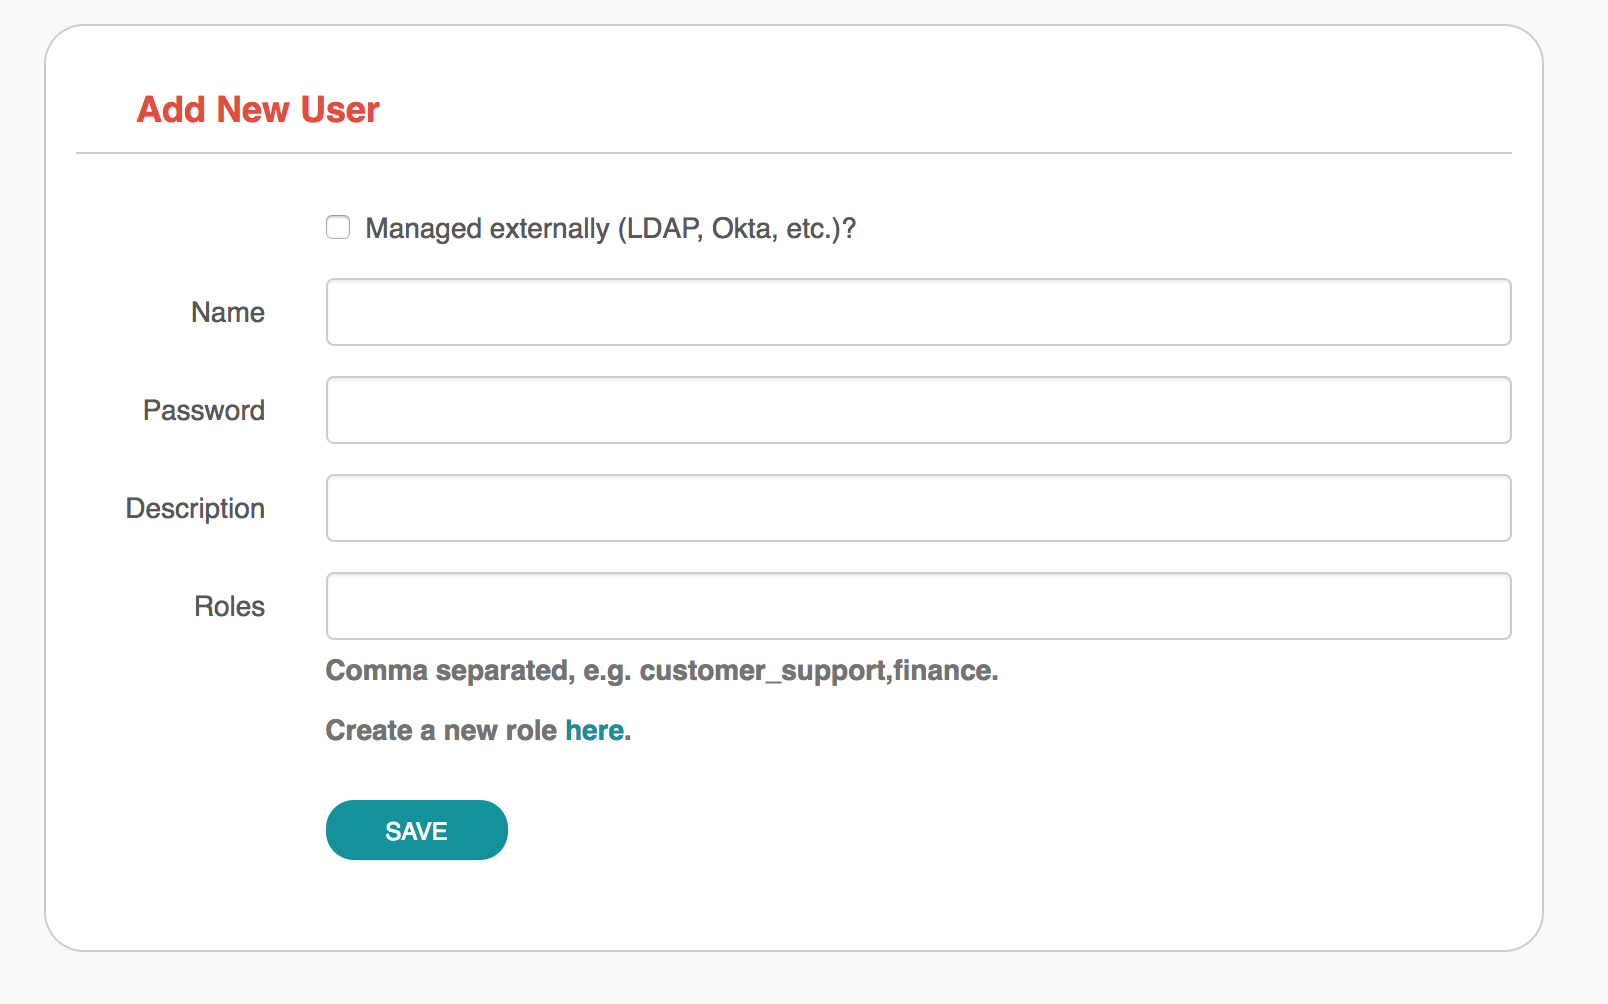 Add New User
Managed externally (LDAP, Okta, etc.)?
Name
Password
Description
Roles
Comma separated, e.g. customer_support,finance.
Create a new role here.
SAVE